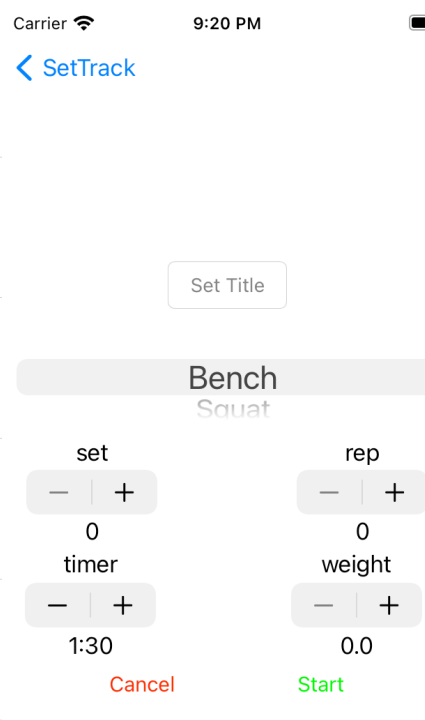 Carrier 9:20 PM
SetTrack
Set Title
Bench
Squat
set rep
0 0
timer weight
1:30 0.0
Cancel Start